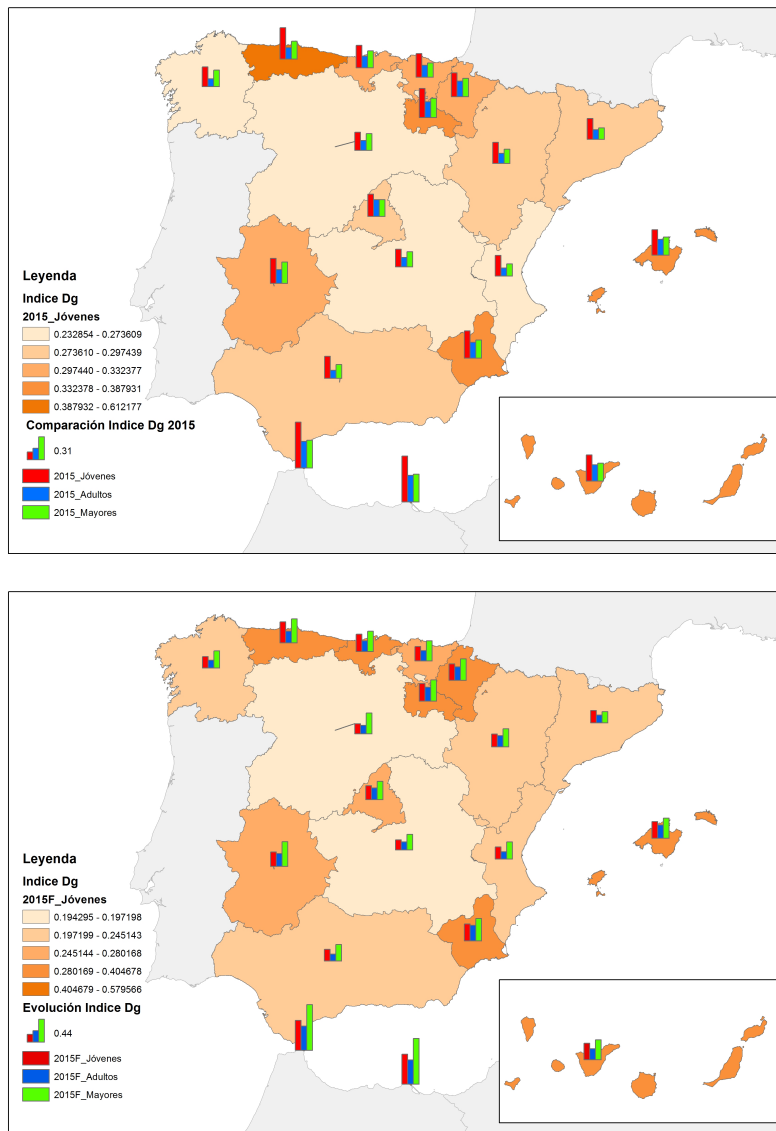 Leyenda
Indice Dg
2015_Jóvenes
0.232854 - 0.273609
0.273610 - 0.297439
0.297440 - 0.332377
0.332378 - 0.387931
0.387932 - 0.612177
Comparación Indice Dg 2015
0.31
2015_Jóvenes
2015_Adultos
2015_Mayores
Leyenda
Indice Dg
2015F_Jóvenes
0.194295 - 0.197198
0.197199 - 0.245143
0.245144 - 0.280168
0.280169 - 0.404678
0.404679 - 0.579566
Evolución Indice Dg
0.44
2015F_Jóvenes
2015F_Adultos
2015F_Mayores